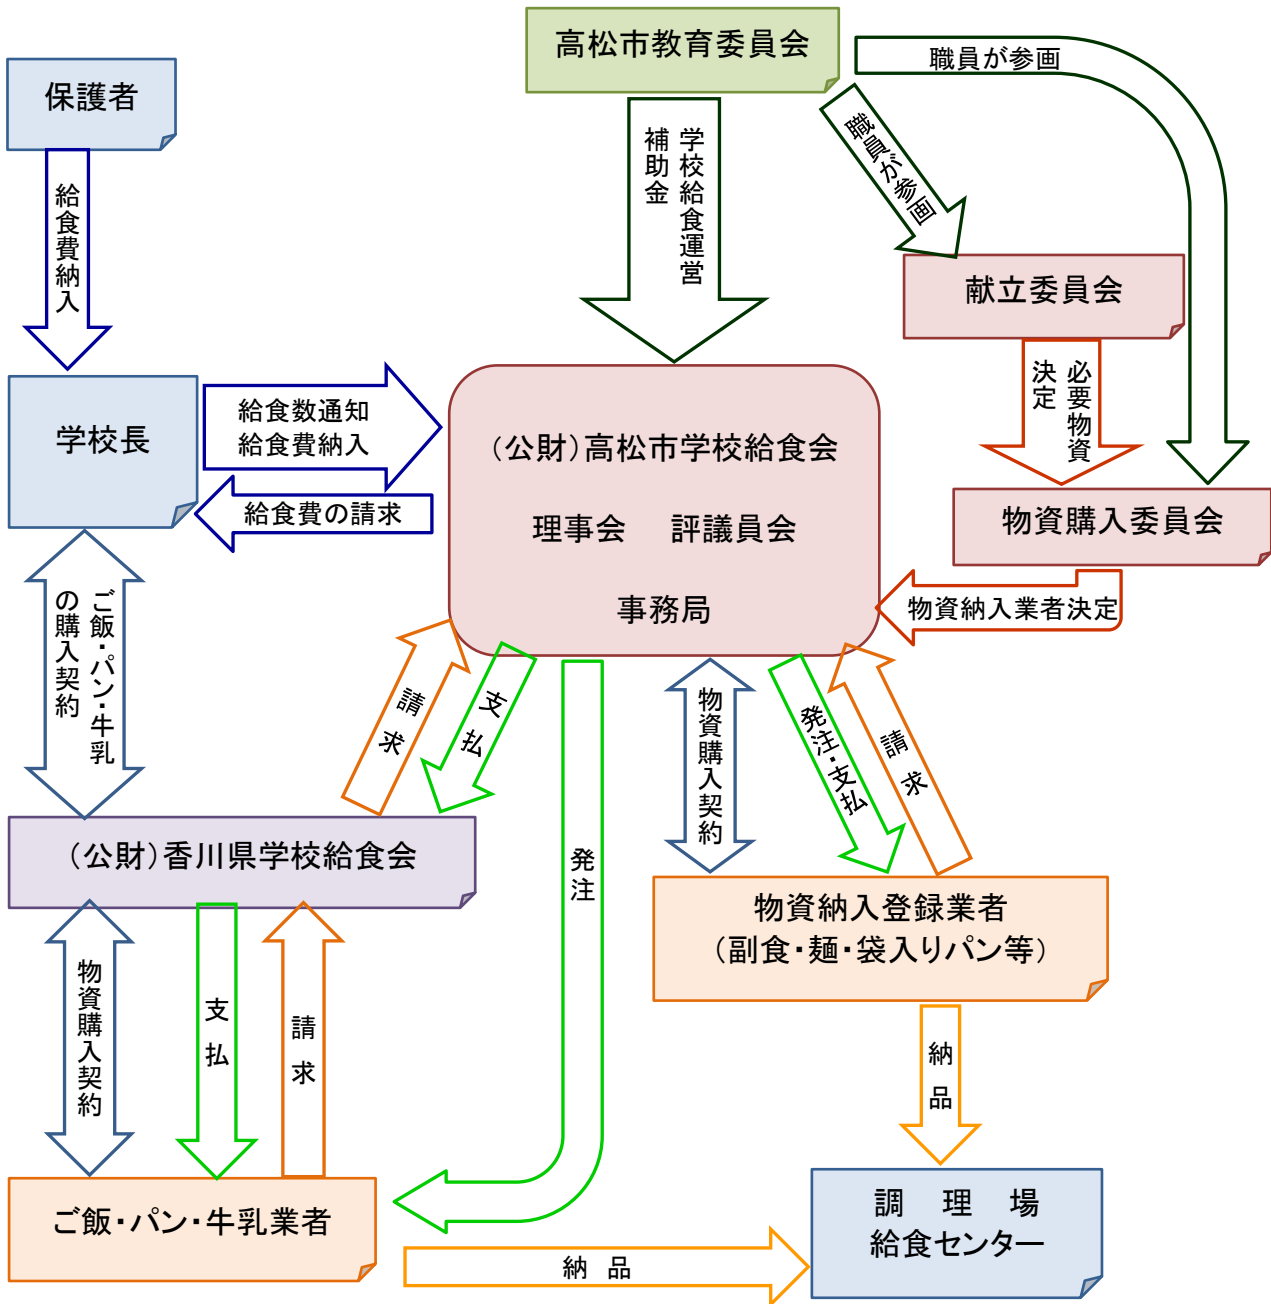 高松市教育委員会
職員が参画
保護者
職員が参画
学校給食運営
補助金
給食費納入
献立委員会
必要物資
決定
学校長
給食数通知
給食費納入
給食費の請求
（公財）高松市学校給食会
理事会　評議員会
事務局
物資購入委員会
物資納入業者決定
ご飯・パン・牛乳
の購入契約
請求
支払
物資購入契約
発注・支払
請求
発注
（公財）香川県学校給食会
物資納入登録業者
（副食・麺・袋入りパン等）
物資購入契約
支払
請求
納品
ご飯・パン・牛乳業者
納　品
調　理　場
給食センター